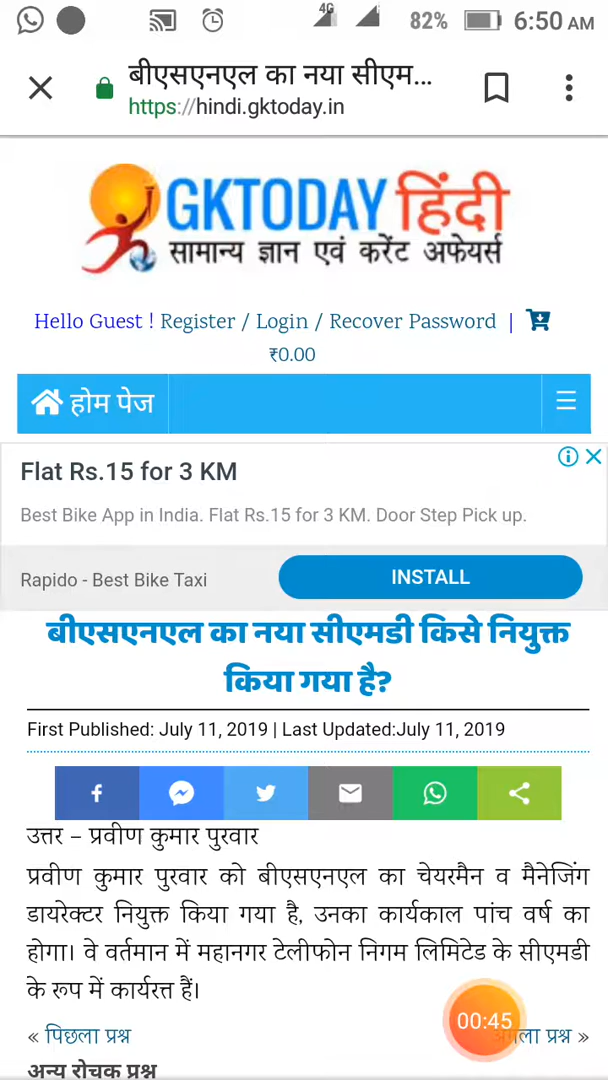 4G 82% 6:50 AM
बीएसएनएल का नया सीएम...
https://hindi.gktoday.in
GKTODAY हिंदी
सामान्य ज्ञान एवं करेंट अफेयर्स
Hello Guest ! Register / Login / Recover Password |
₹0.00
होम पेज
Flat Rs.15 for 3 KM
Best Bike App in India. Flat Rs.15 for 3 KM. Door Step Pick up.
Rapido - Best Bike Taxi INSTALL
बीएसएनएल का नया सीएमडी किसे नियुक्त
किया गया है?
First Published: July 11, 2019 | Last Updated:July 11, 2019
उत्तर – प्रवीण कुमार पुरवार
प्रवीण कुमार पुरवार को बीएसएनएल का चेयरमैन व मैनेजिंग
डायरेक्टर नियुक्त किया गया है, उनका कार्यकाल पांच वर्ष का
होगा। वे वर्तमान में महानगर टेलीफोन निगम लिमिटेड के सीएमडी
के रूप में कार्यरत्त हैं।
« पिछला प्रश्न 00:45 प्रश्न »
अन्य रोचक प्रश्न